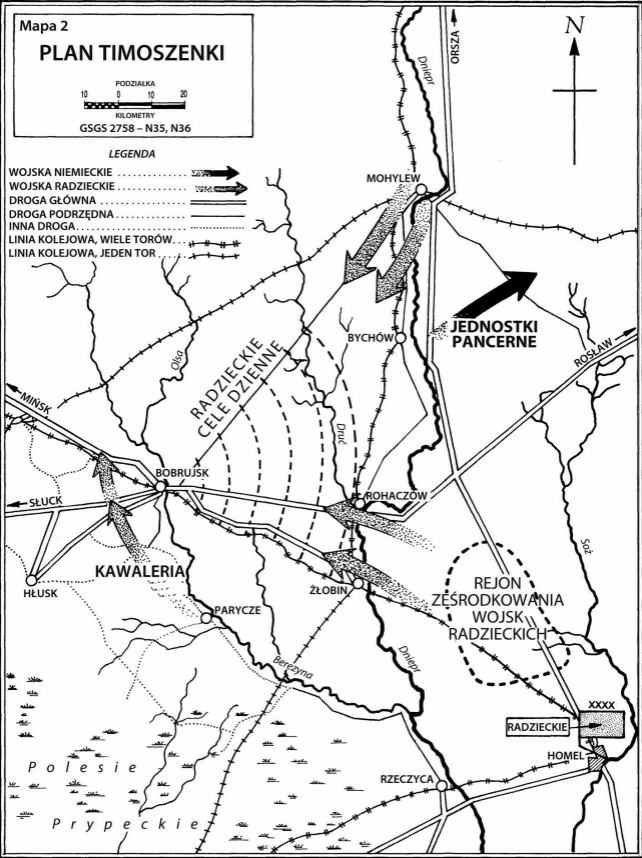 Mapa 2
PLAN TIMOSZENKI
PODZIAŁKA
10 0 10 20
KILOMETRY
GSGS 2758 – N35, N36
LEGENDA
WOJSKA NIEMIECKIE
WOJSKA RADZIECKIE
DROGA GŁÓWNA
DROGA PODRZĘDNA
INNA DROGA
LINIA KOLEJOWA, WIELE TORÓW
LINIA KOLEJOWA, JEDEN TOR
Dniepr
ORSZA
N
MOHYLEW
BYCHÓW
JEDNOSTKI
PANCERNE
ROSŁAW
RADZIECKIE
CELE DZIENNE
Olsa
Druć
MIŃSK
BOBRUJSK
SŁUCK
ROHACZÓW
KAWALERIA
HŁUSK
PARYCZE
ŻŁOBIN
REJON
ZEŚRODKOWANIA
WOJSK
RADZIECKICH
Soż
Berezyna
Dniepr
XXXX
RADZIECKIE
HOMEL
RZECZYCA
Polesie
Prypeckie